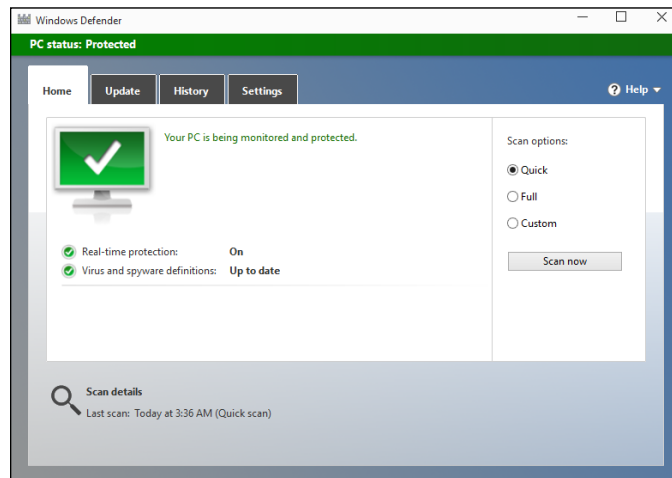 Windows Defender
PC status: Protected
Home Update History Settings Help
Your PC is being monitored and protected.
Real-time protection: On
Virus and spyware definitions: Up to date
Scan options:
Quick
Full
Custom
Scan now
Scan details
Last scan: Today at 3:36 AM (Quick scan)